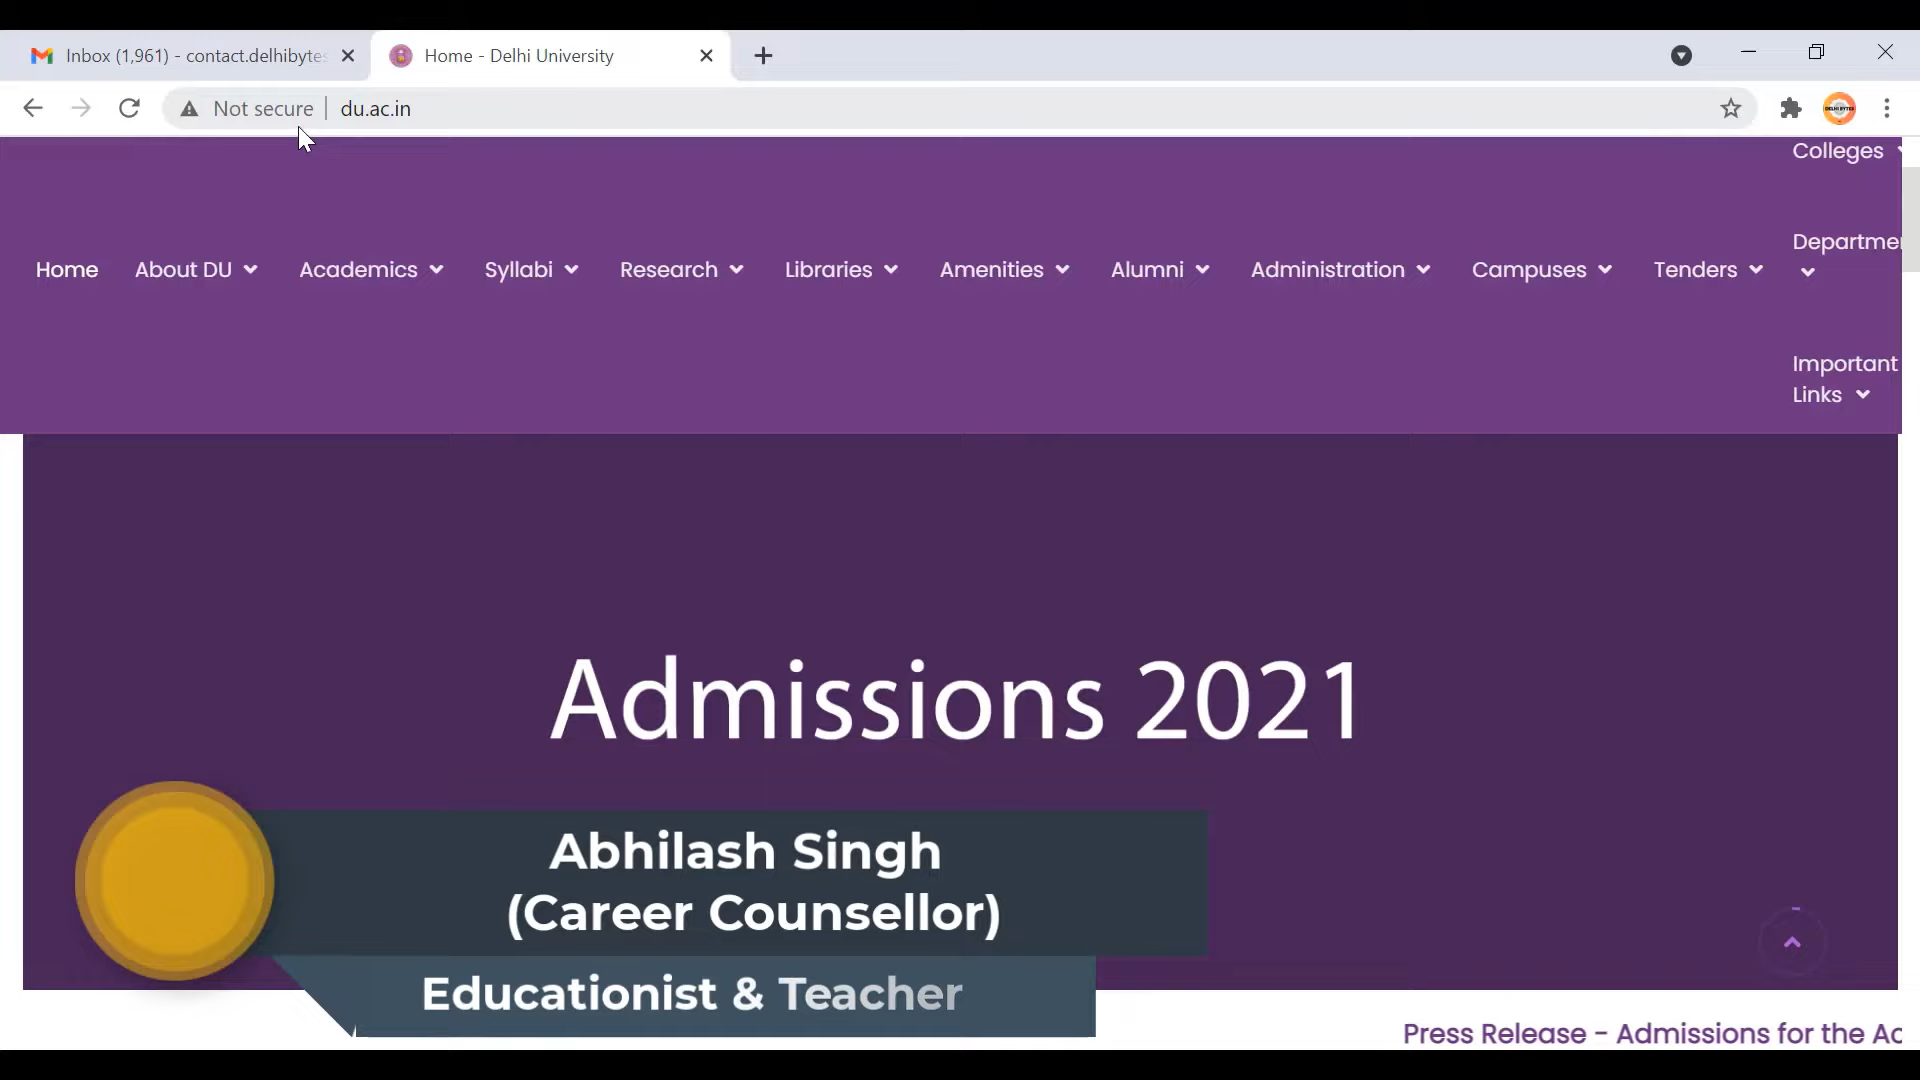 Inbox (1,961) - contact.delhibytes
Home - Delhi University
Not secure
du.ac.in
Colleges
Home
About DU
Academics
Syllabi
Research
Libraries
Amenities
Alumni
Administration
Campuses
Tenders
Departme
Important
Links
Admissions 2021
Abhilash Singh
(Career Counsellor)
Educationist & Teacher
Press Release - Admissions for the Ac